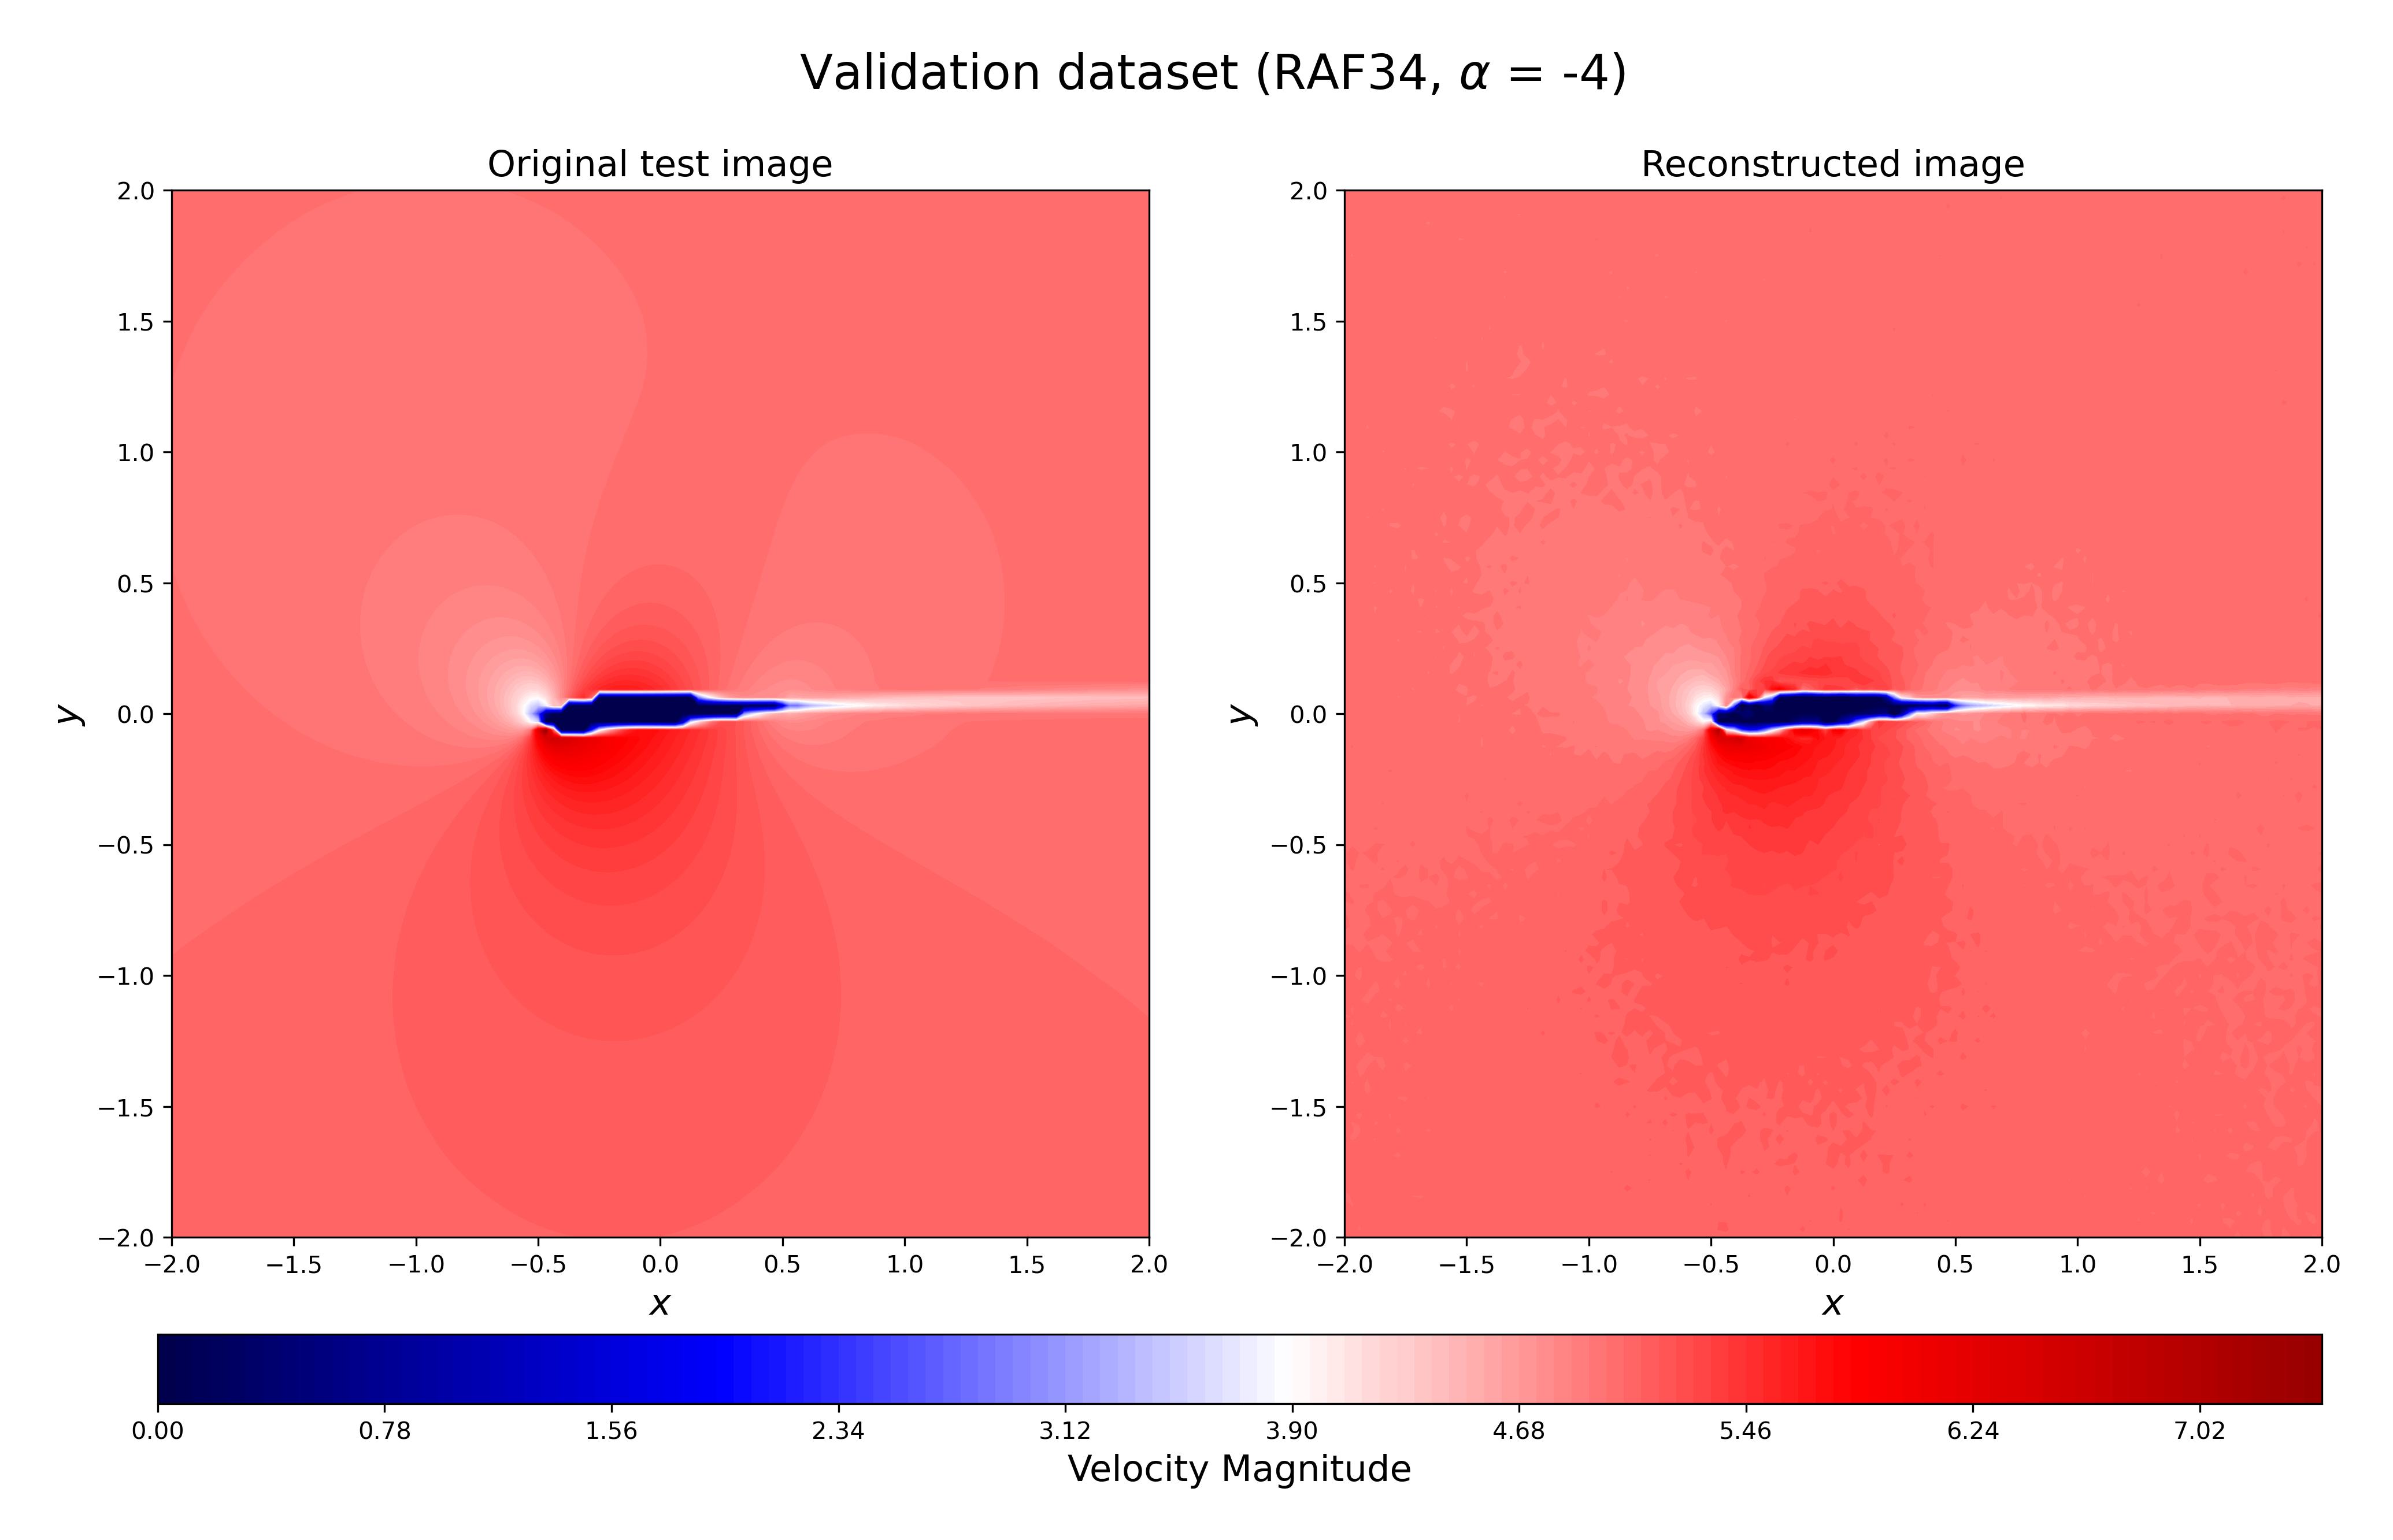 Validation dataset (RAF34, α = -4)
Original test image
Reconstructed image
2.0
1.5
1.0
0.5
0.0
−0.5
−1.0
−1.5
−2.0
y
−2.0 −1.5 −1.0 −0.5 0.0 0.5 1.0 1.5 2.0
x
2.0
1.5
1.0
0.5
0.0
−0.5
−1.0
−1.5
−2.0
y
−2.0 −1.5 −1.0 −0.5 0.0 0.5 1.0 1.5 2.0
x
0.00 0.78 1.56 2.34 3.12 3.90 4.68 5.46 6.24 7.02
Velocity Magnitude